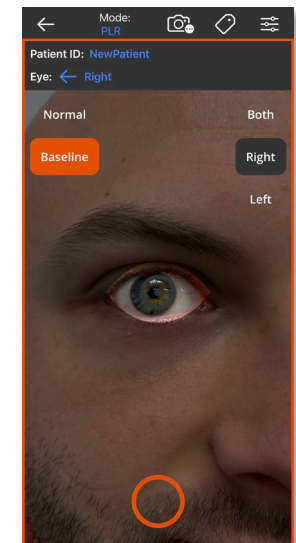 Mode:
PLR
Patient ID: NewPatient
Eye: ← Right
Normal
Both
Baseline
Right
Left